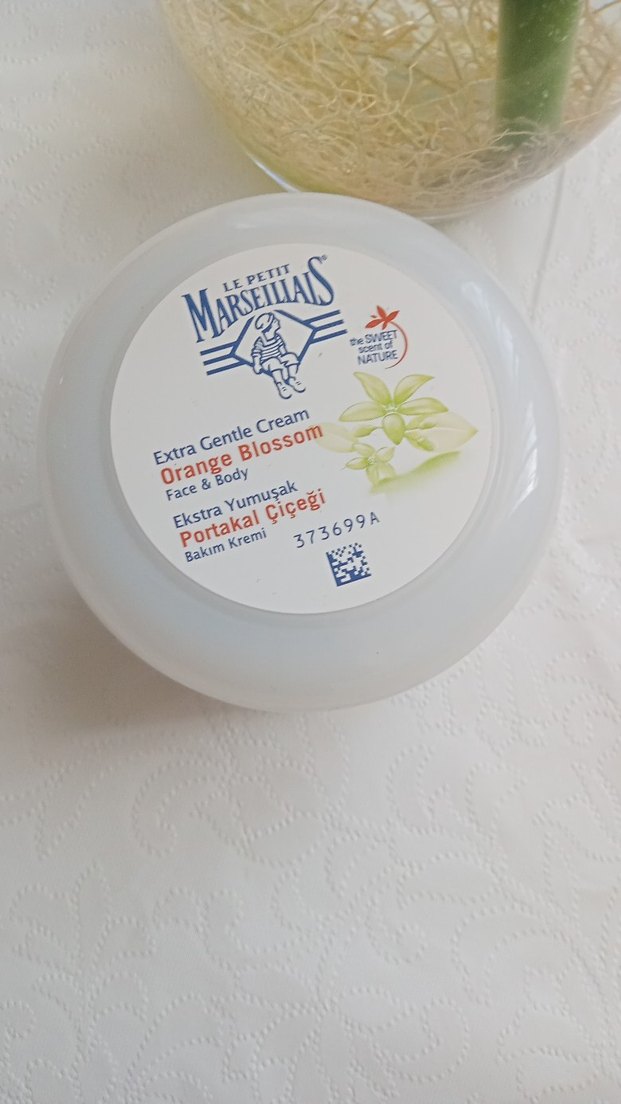 LE PETIT
MARSEILLAIS®
the SWEET
scent of
NATURE
Extra Gentle Cream
Orange Blossom
Face & Body
Ekstra Yumuşak
Portakal Çiçeği
Bakım Kremi
373699A